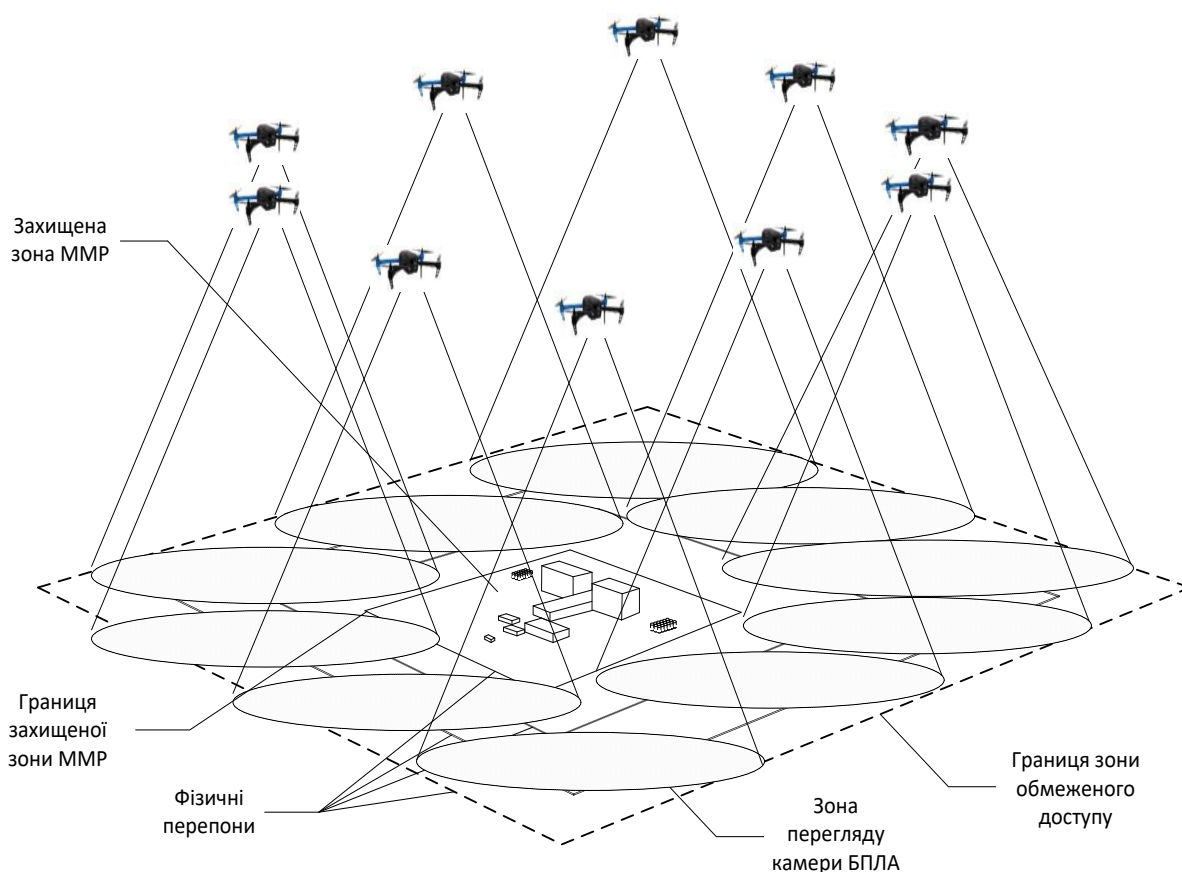 Захищена
зона ММР
Границя
захищеної
зони ММР
Фізичні
перепони
Зона
перегляду
камери БПЛА
Границя зони
обмеженого
доступу